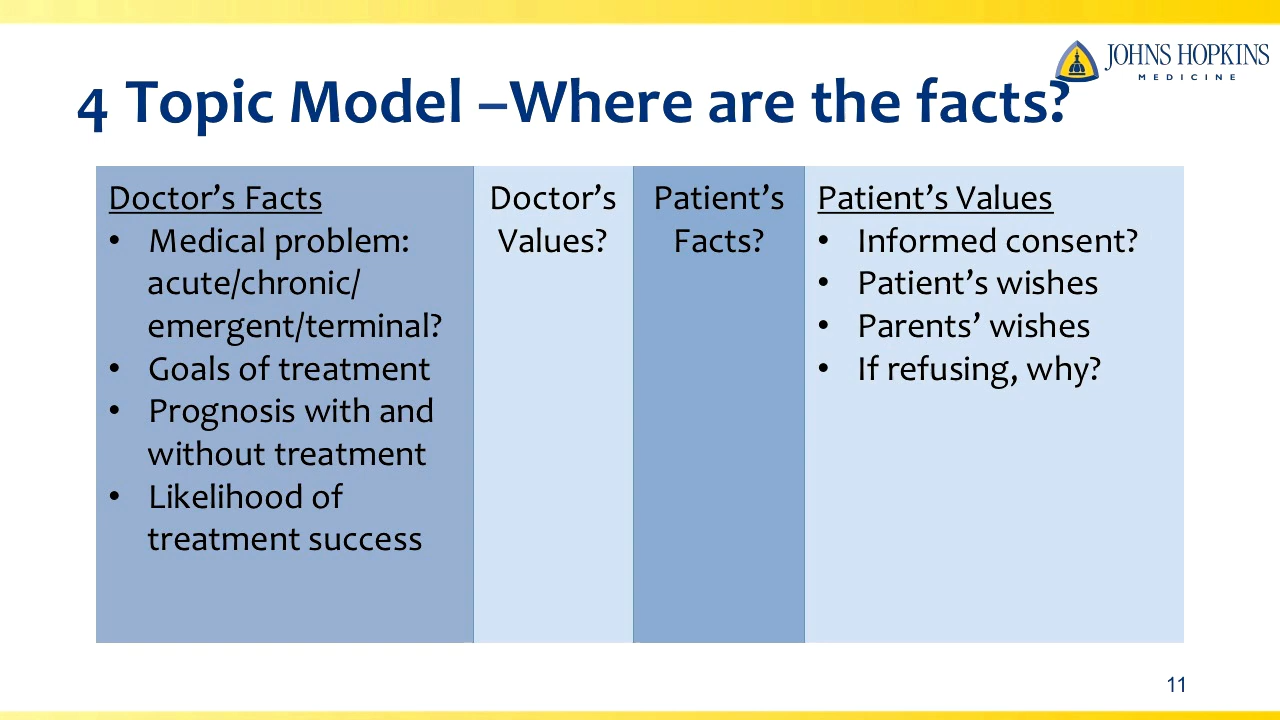 JOHNS HOPKINS
MEDICINE
4 Topic Model –Where are the facts?
Doctor’s Facts
• Medical problem:
acute/chronic/
emergent/terminal?
• Goals of treatment
• Prognosis with and
without treatment
• Likelihood of
treatment success
Doctor’s
Values?
Patient’s
Facts?
Patient’s Values
• Informed consent?
• Patient’s wishes
• Parents’ wishes
• If refusing, why?
11